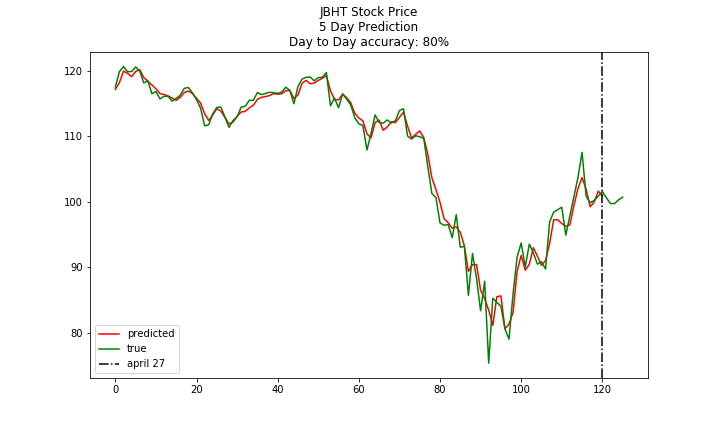 JBHT Stock Price
5 Day Prediction
Day to Day accuracy: 80%
120
110
100
90
80
predicted
true
april 27
0 20 40 60 80 100 120